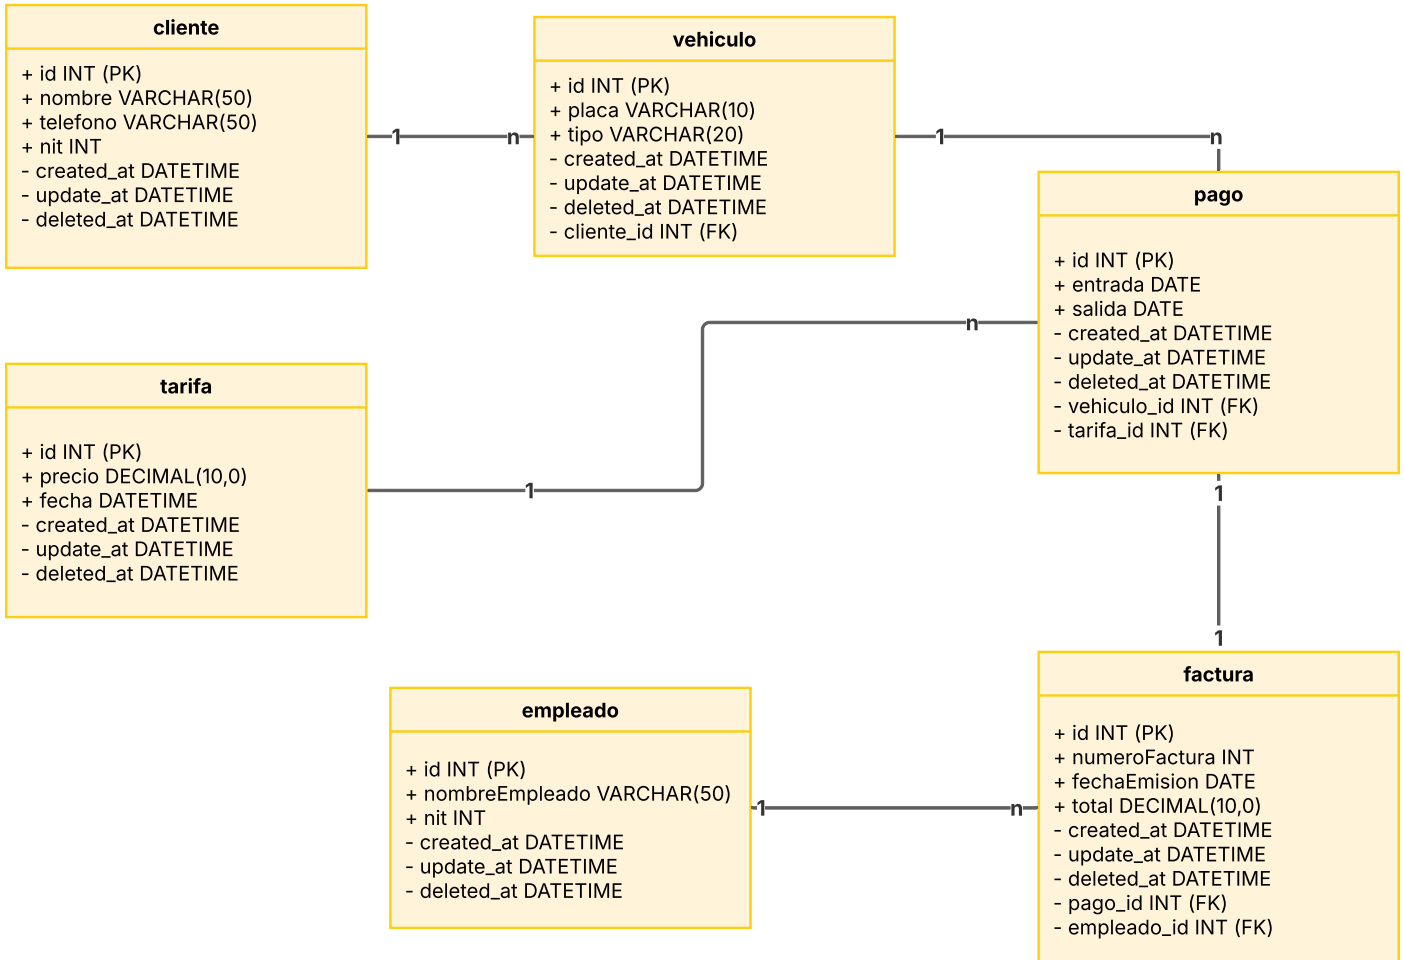 cliente
+ id INT (PK)
+ nombre VARCHAR(50)
+ telefono VARCHAR(50)
+ nit INT
- created_at DATETIME
- update_at DATETIME
- deleted_at DATETIME
1
n
vehiculo
+ id INT (PK)
+ placa VARCHAR(10)
+ tipo VARCHAR(20)
- created_at DATETIME
- update_at DATETIME
- deleted_at DATETIME
- cliente_id INT (FK)
1
n
pago
+ id INT (PK)
+ entrada DATE
+ salida DATE
- created_at DATETIME
- update_at DATETIME
- deleted_at DATETIME
- vehiculo_id INT (FK)
- tarifa_id INT (FK)
n
1
tarifa
+ id INT (PK)
+ precio DECIMAL(10,0)
+ fecha DATETIME
- created_at DATETIME
- update_at DATETIME
- deleted_at DATETIME
1
1
empleado
+ id INT (PK)
+ nombreEmpleado VARCHAR(50)
+ nit INT
- created_at DATETIME
- update_at DATETIME
- deleted_at DATETIME
1
n
factura
+ id INT (PK)
+ numeroFactura INT
+ fechaEmision DATE
+ total DECIMAL(10,0)
- created_at DATETIME
- update_at DATETIME
- deleted_at DATETIME
- pago_id INT (FK)
- empleado_id INT (FK)